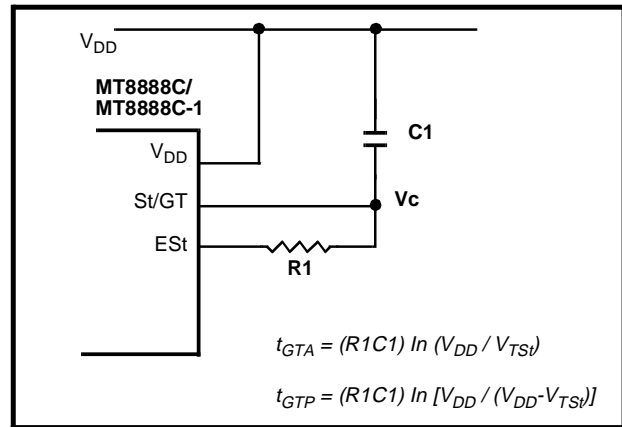 VDD
MT8888C/
MT8888C-1
C1
VDD
St/GT
Vc
ESt
R1
tGTA = (R1C1) In (VDD / VTSt)
tGTP = (R1C1) In [VDD / (VDD-VTSt)]